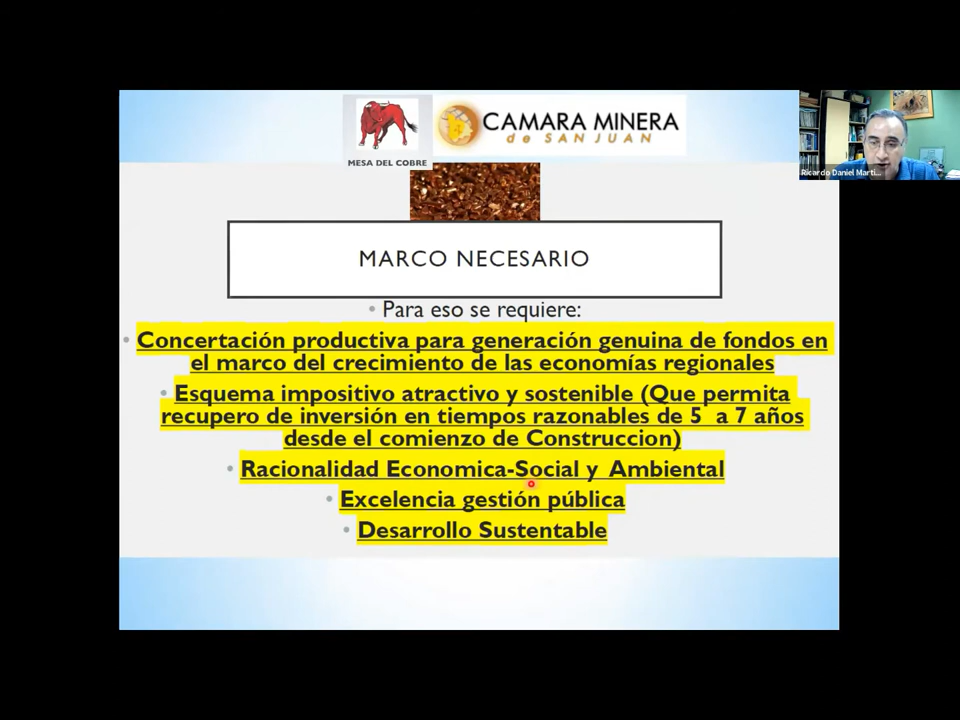 MESA DEL COBRE
CAMARA MINERA
de SAN JUAN
Ricardo Daniel Marti...
MARCO NECESARIO
• Para eso se requiere:
• Concertación productiva para generación genuina de fondos en
el marco del crecimiento de las economías regionales
• Esquema impositivo atractivo y sostenible (Que permita
recupero de inversión en tiempos razonables de 5 a 7 años
desde el comienzo de Construccion)
• Racionalidad Economica-Social y Ambiental
• Excelencia gestión pública
• Desarrollo Sustentable